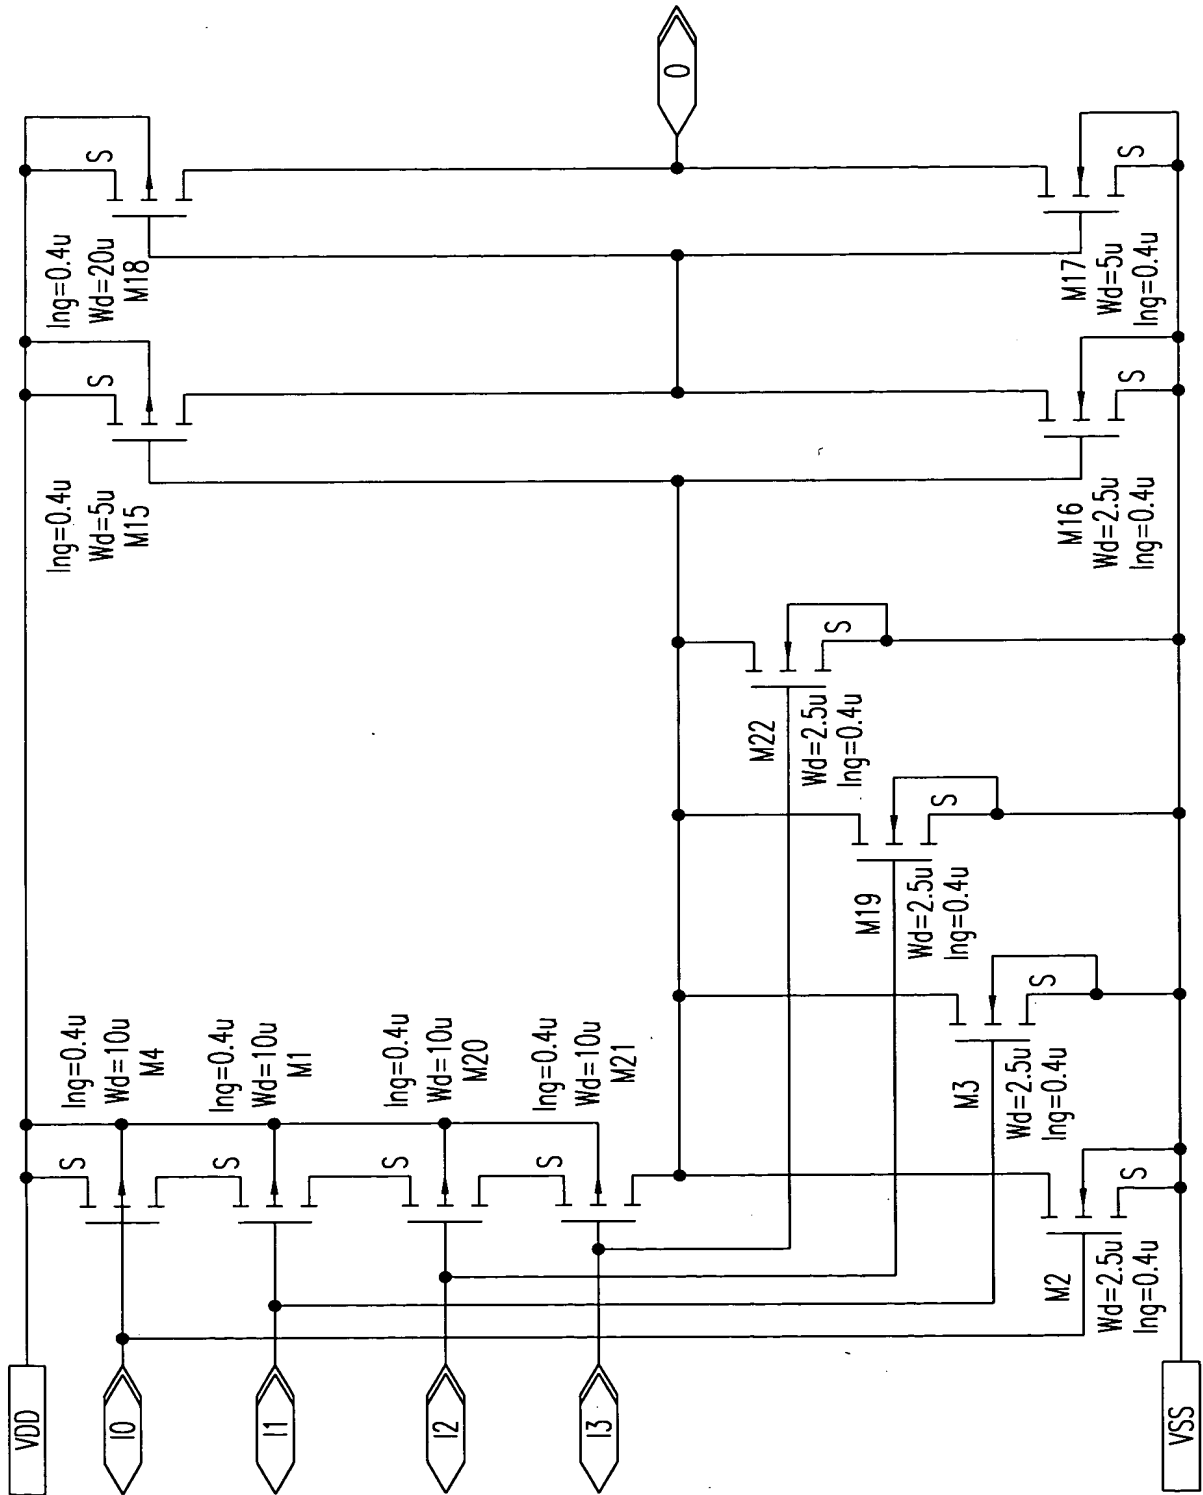 VDD
I0
I1
I2
I3
VSS
lng=0.4u
Wd=10u
M4
S
lng=0.4u
Wd=10u
M1
S
lng=0.4u
Wd=10u
M20
S
lng=0.4u
Wd=10u
M21
S
M2
Wd=2.5u
lng=0.4u
S
M3
Wd=2.5u
lng=0.4u
S
M19
Wd=2.5u
lng=0.4u
S
M22
Wd=2.5u
lng=0.4u
S
lng=0.4u
Wd=5u
M15
S
M16
Wd=2.5u
lng=0.4u
S
lng=0.4u
Wd=20u
M18
S
M17
Wd=5u
lng=0.4u
S
O